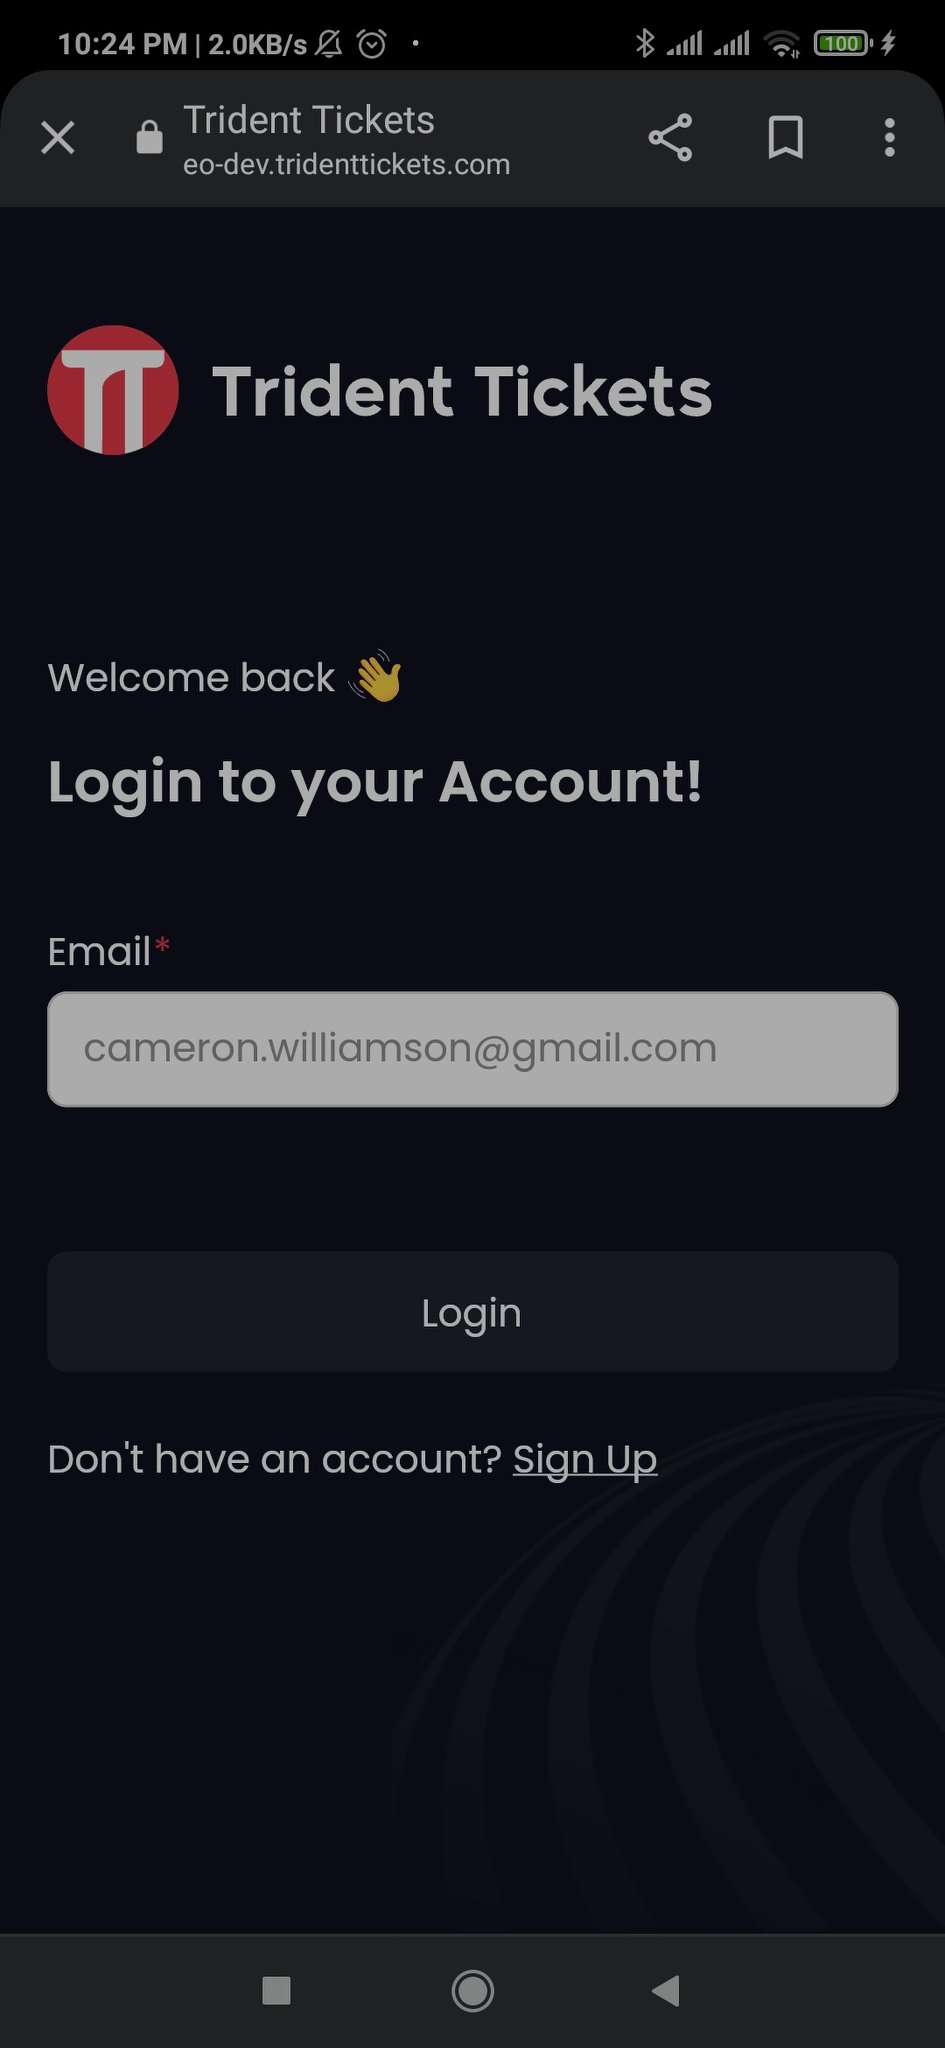 10:24 PM | 2.0KB/s
100
Trident Tickets
eo-dev.tridenttickets.com
Trident Tickets
Welcome back 👋
Login to your Account!
Email*
cameron.williamson@gmail.com
Login
Don't have an account? Sign Up